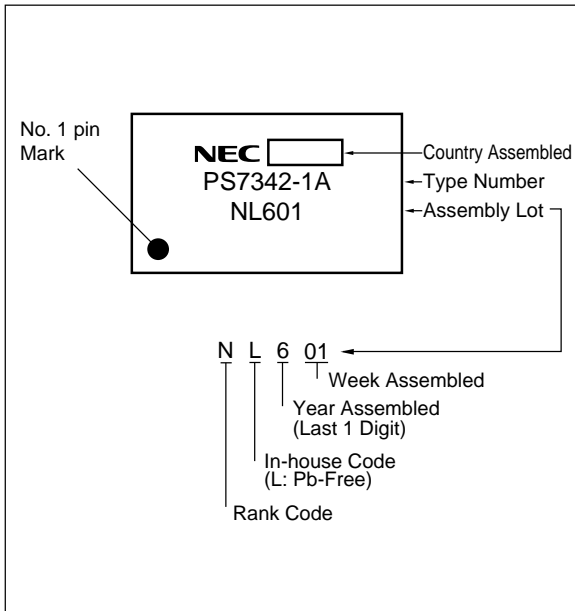 No. 1 pin
Mark
NEC
Country Assembled
PS7342-1A
Type Number
NL601
Assembly Lot
N L 6 01
Week Assembled
Year Assembled
(Last 1 Digit)
In-house Code
(L: Pb-Free)
Rank Code